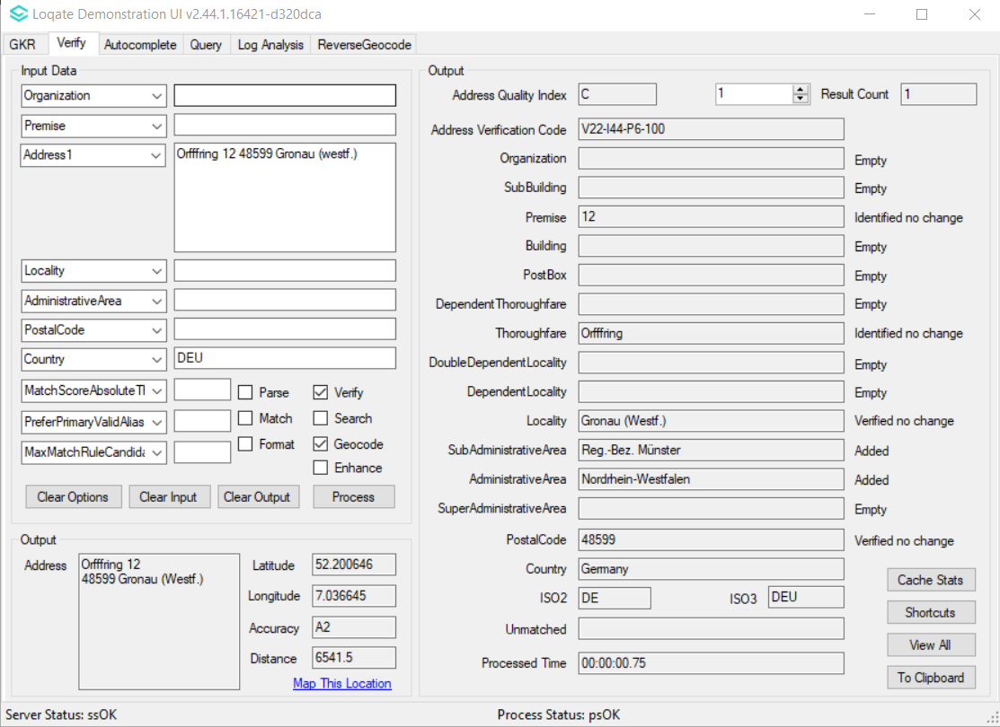 Loqate Demonstration UI v2.44.1.16421-d320dca
GKR Verify Autocomplete Query Log Analysis ReverseGeocode
Input Data
Organization
Premise
Address1 Orffring 12 48599 Gronau (westf.)
Locality
AdministrativeArea
PostalCode
Country DEU
MatchScoreAbsoluteTl Parse Verify
PreferPrimaryValidAlias Match Search
MaxMatchRuleCandida Format Geocode
Enhance
Clear Options Clear Input Clear Output Process
Output
Address Orffring 12
48599 Gronau (Westf.)
Latitude 52.200646
Longitude 7.036645
Accuracy A2
Distance 6541.5
Map This Location
Output
Address Quality Index C 1 Result Count 1
Address Verification Code V22-I44-P6-100
Organization Empty
SubBuilding Empty
Premise 12 Identified no change
Building Empty
PostBox Empty
DependentThoroughfare Empty
Thoroughfare Orffring Identified no change
DoubleDependentLocality Empty
DependentLocality Empty
Locality Gronau (Westf.) Verified no change
SubAdministrativeArea Reg.-Bez. Münster Added
AdministrativeArea Nordrhein-Westfalen Added
SuperAdministrativeArea Empty
PostalCode 48599 Verified no change
Country Germany
ISO2 DE ISO3 DEU
Unmatched
Processed Time 00:00:00.75
Cache Stats
Shortcuts
View All
To Clipboard
Server Status: ssOK Process Status: psOK